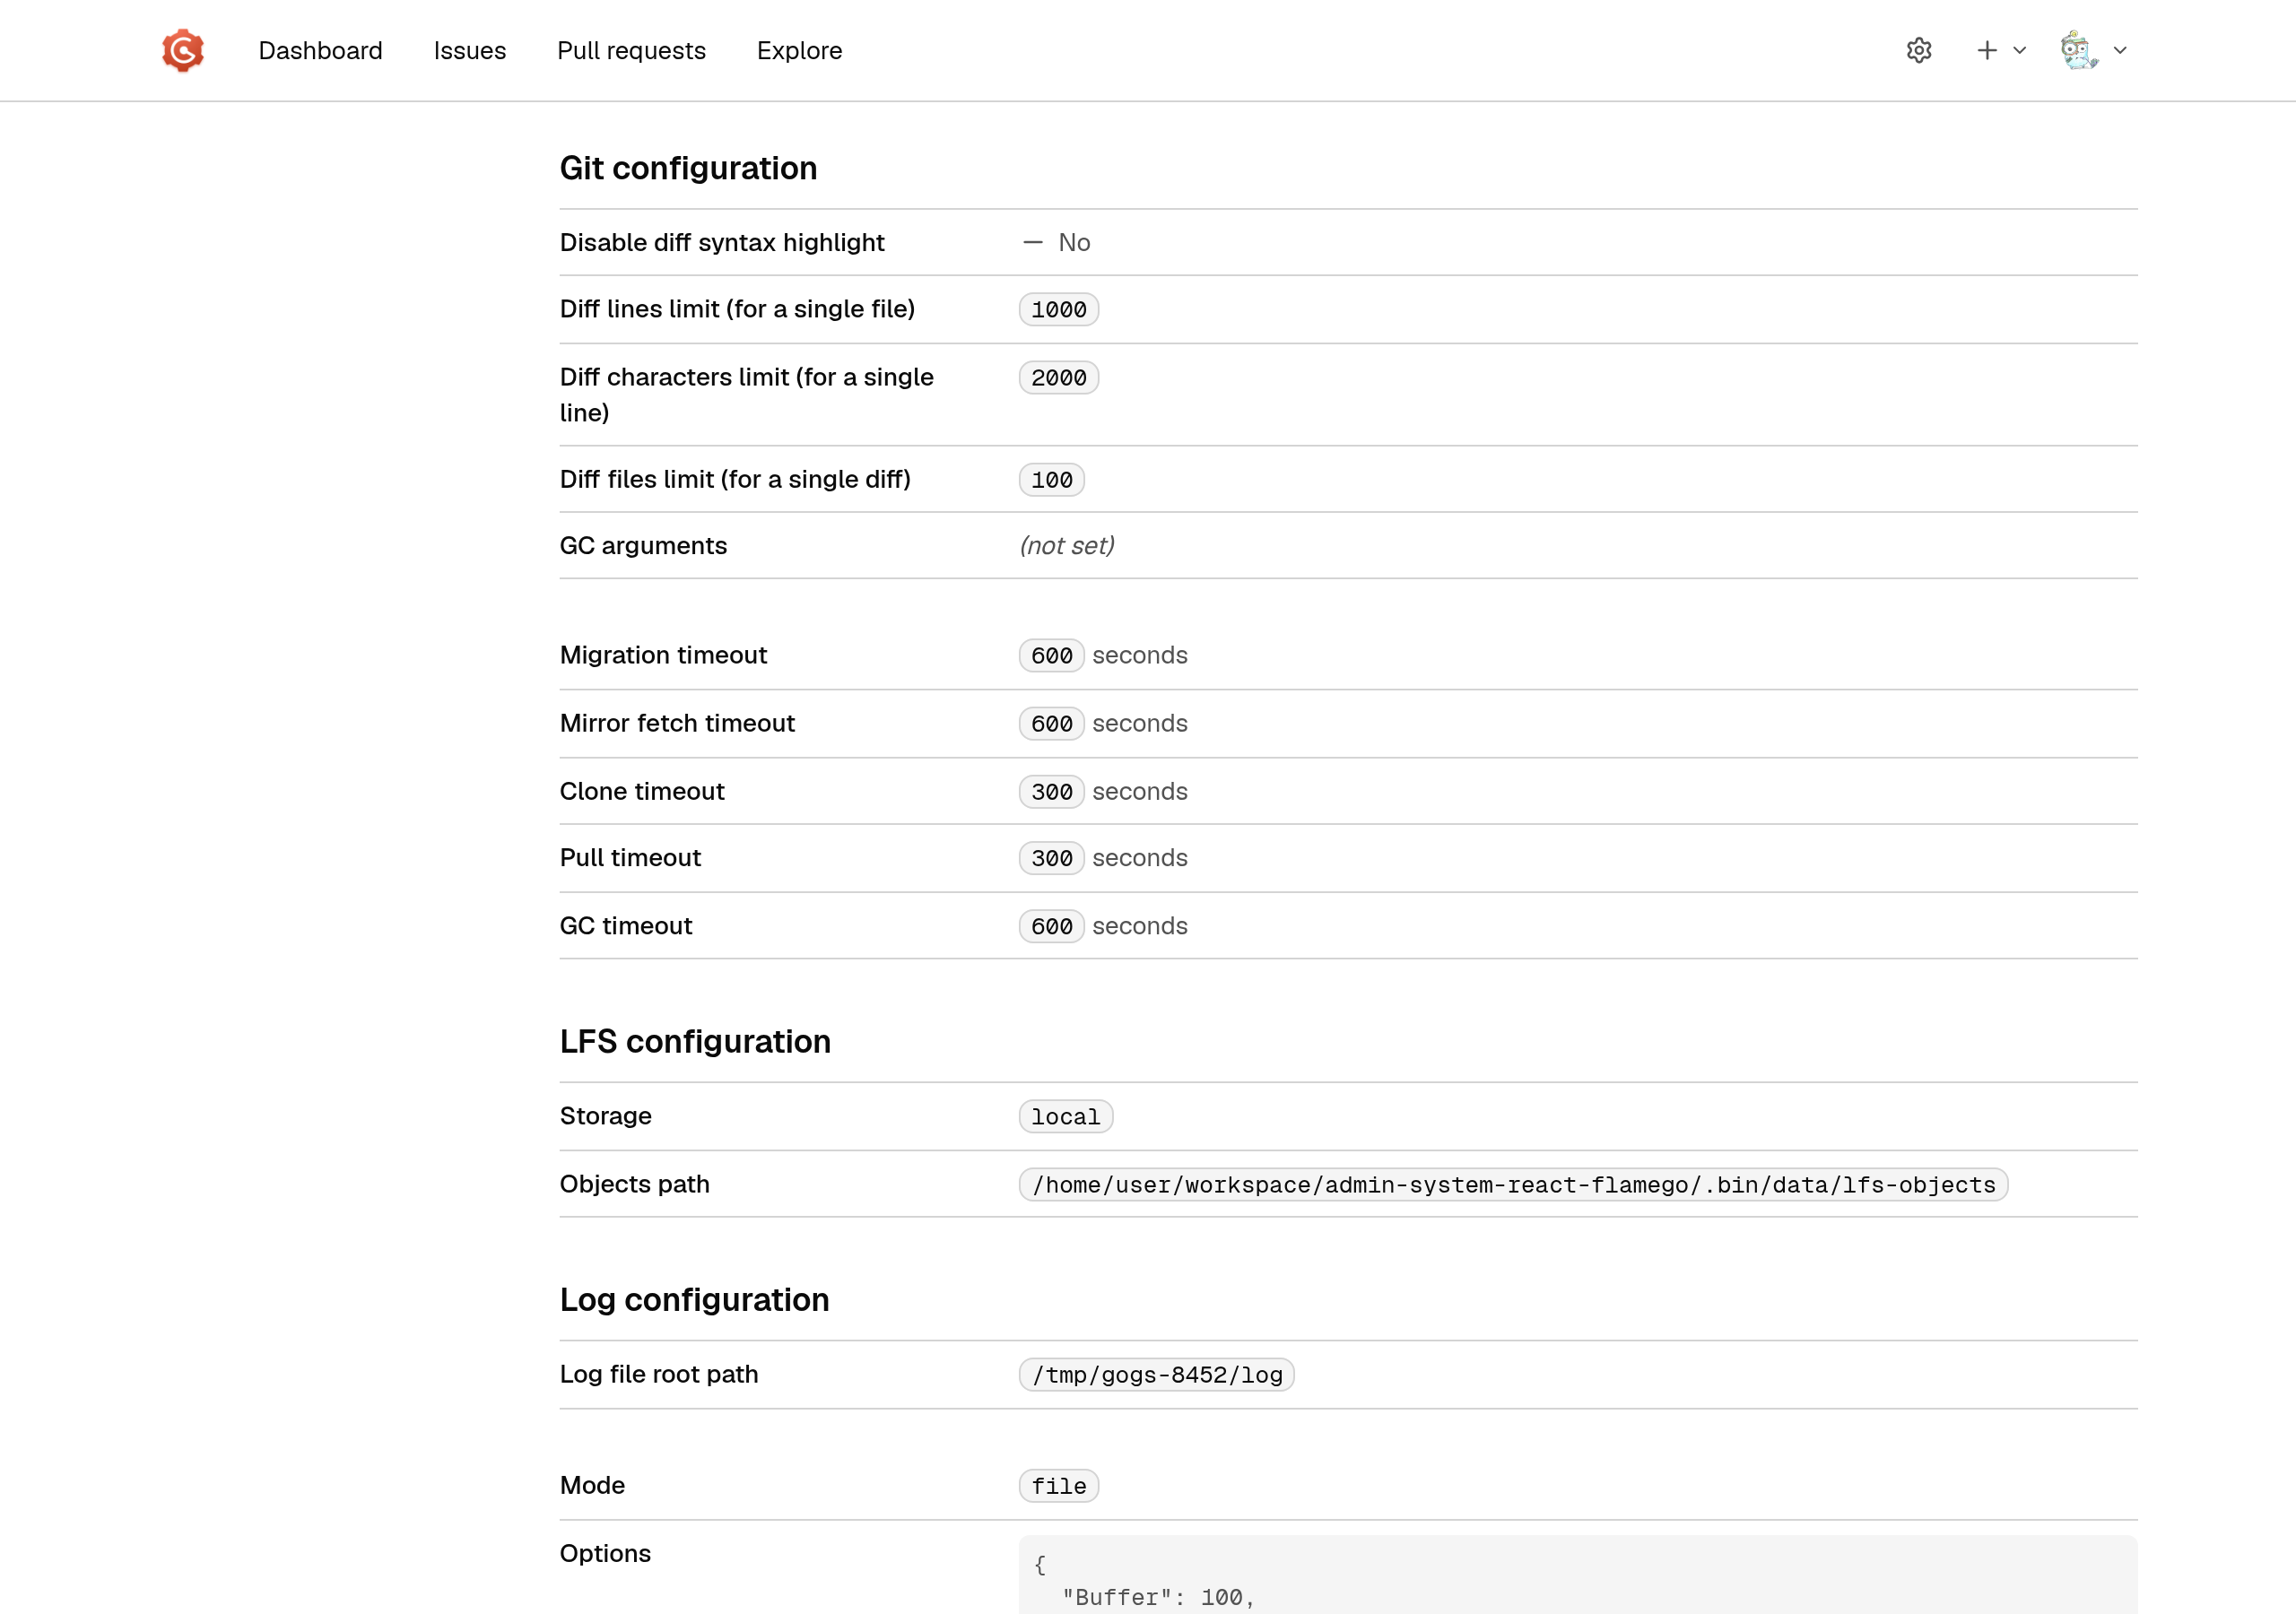 Dashboard Issues Pull requests Explore
Git configuration
Disable diff syntax highlight — No
Diff lines limit (for a single file) 1000
Diff characters limit (for a single
line) 2000
Diff files limit (for a single diff) 100
GC arguments (not set)
Migration timeout 600 seconds
Mirror fetch timeout 600 seconds
Clone timeout 300 seconds
Pull timeout 300 seconds
GC timeout 600 seconds
LFS configuration
Storage local
Objects path /home/user/workspace/admin-system-react-flamego/.bin/data/lfs-objects
Log configuration
Log file root path /tmp/gogs-8452/log
Mode file
Options {
"Buffer": 100,